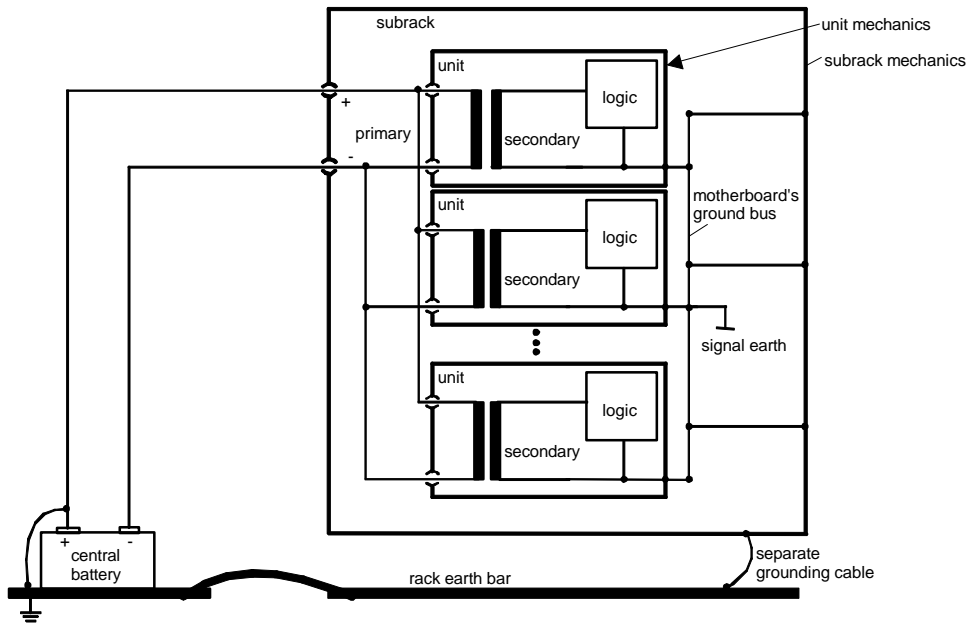 subrack
unit mechanics
subrack mechanics
unit
logic
+
primary
secondary
-
unit
logic
motherboard's
ground bus
secondary
signal earth
unit
logic
secondary
+ -
central
battery
rack earth bar
separate
grounding cable